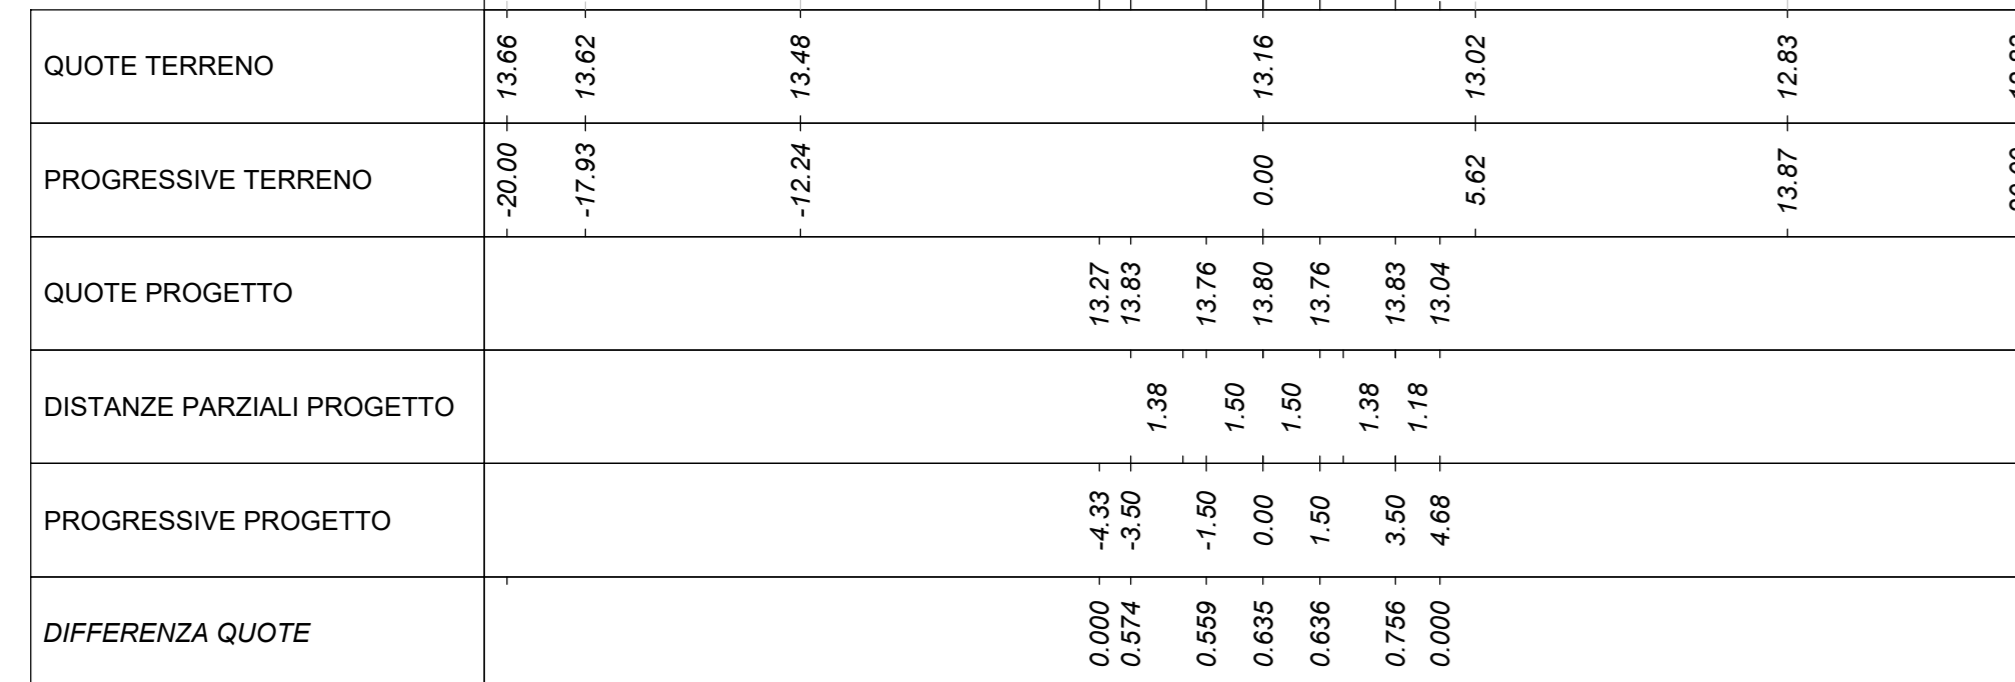 QUOTE TERRENO 13.66 13.62 13.48 13.16 13.02 12.83
PROGRESSIVE TERRENO -20.00 -17.93 -12.24 0.00 5.62 13.87
QUOTE PROGETTO 13.27 13.83 13.76 13.80 13.76 13.83 13.04
DISTANZE PARZIALI PROGETTO 1.38 1.50 1.50 1.38 1.18
PROGRESSIVE PROGETTO -4.33 -3.50 -1.50 0.00 1.50 3.50 4.68
DIFFERENZA QUOTE 0.000 0.574 0.559 0.635 0.636 0.756 0.000